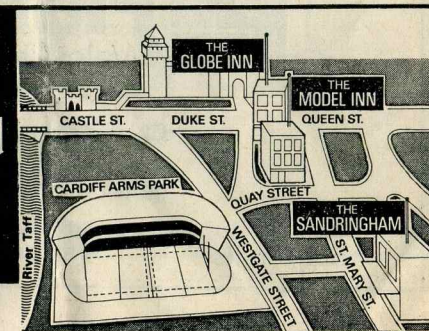 THE
GLOBE INN
THE
MODEL INN
CASTLE ST.
DUKE ST.
QUEEN ST.
CARDIFF ARMS PARK
QUAY STREET
THE
SANDRINGHAM
River Taff
WESTGATE STREET
ST. MARY ST.